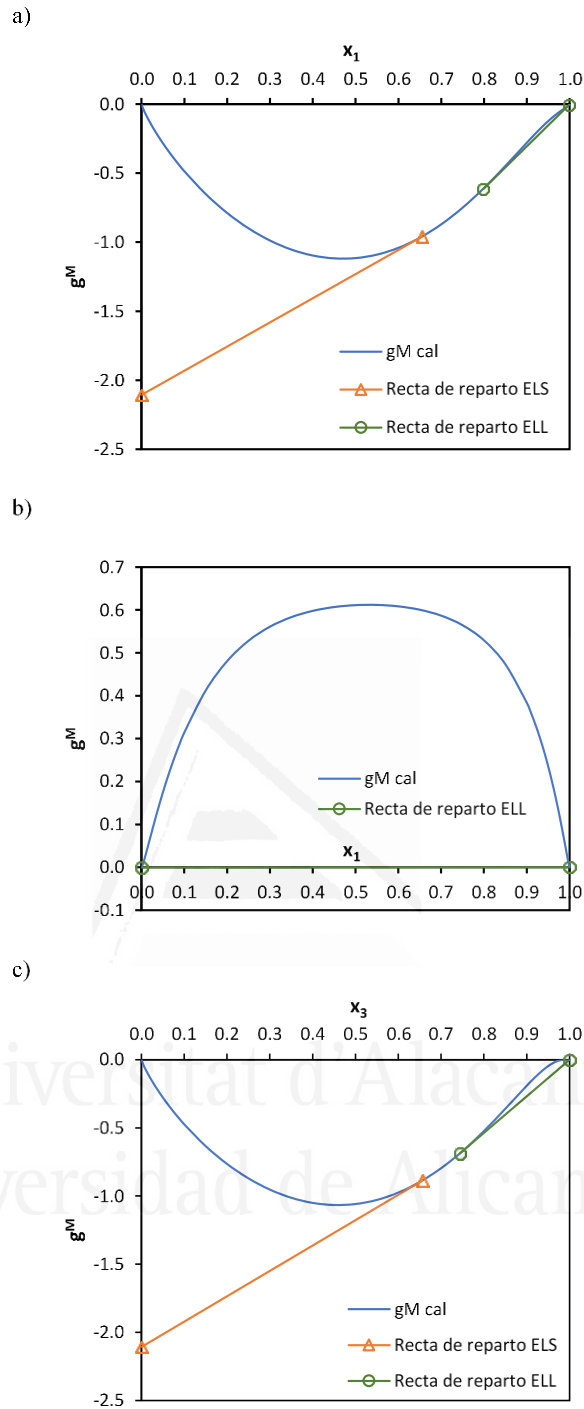 a)
x1
0.0 0.1 0.2 0.3 0.4 0.5 0.6 0.7 0.8 0.9 1.0
0.0
-0.5
-1.0
-1.5
-2.0
-2.5
gM
gM cal
Recta de reparto ELS
Recta de reparto ELL
b)
0.7
0.6
0.5
0.4
0.3
0.2
0.1
0.0
-0.1
gM
gM cal
Recta de reparto ELL
x1
0.0 0.1 0.2 0.3 0.4 0.5 0.6 0.7 0.8 0.9 1.0
c)
x3
0.0 0.1 0.2 0.3 0.4 0.5 0.6 0.7 0.8 0.9 1.0
0.0
-0.5
-1.0
-1.5
-2.0
-2.5
gM
gM cal
Recta de reparto ELS
Recta de reparto ELL
iversitat d'Alacan
versidad de Alican